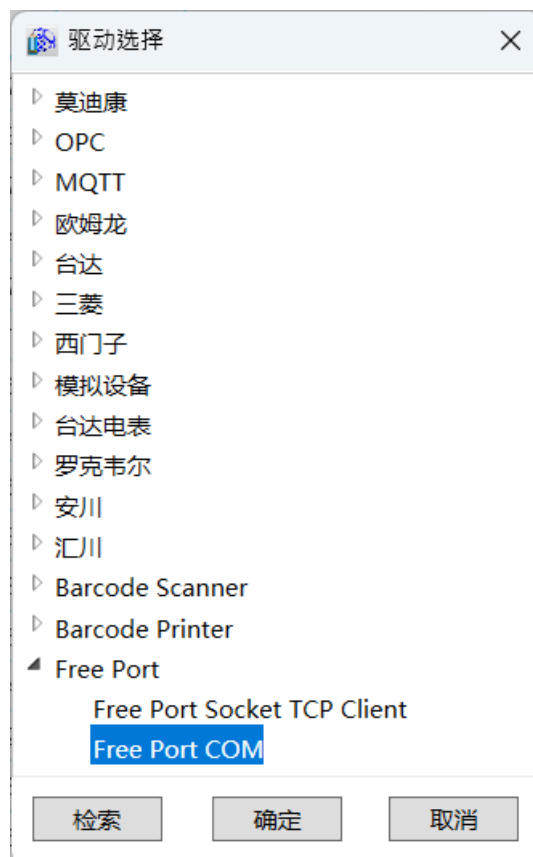 驱动选择
莫迪康
OPC
MQTT
欧姆龙
台达
三菱
西门子
模拟设备
台达电表
罗克韦尔
安川
汇川
Barcode Scanner
Barcode Printer
Free Port
Free Port Socket TCP Client
Free Port COM
检索 确定 取消